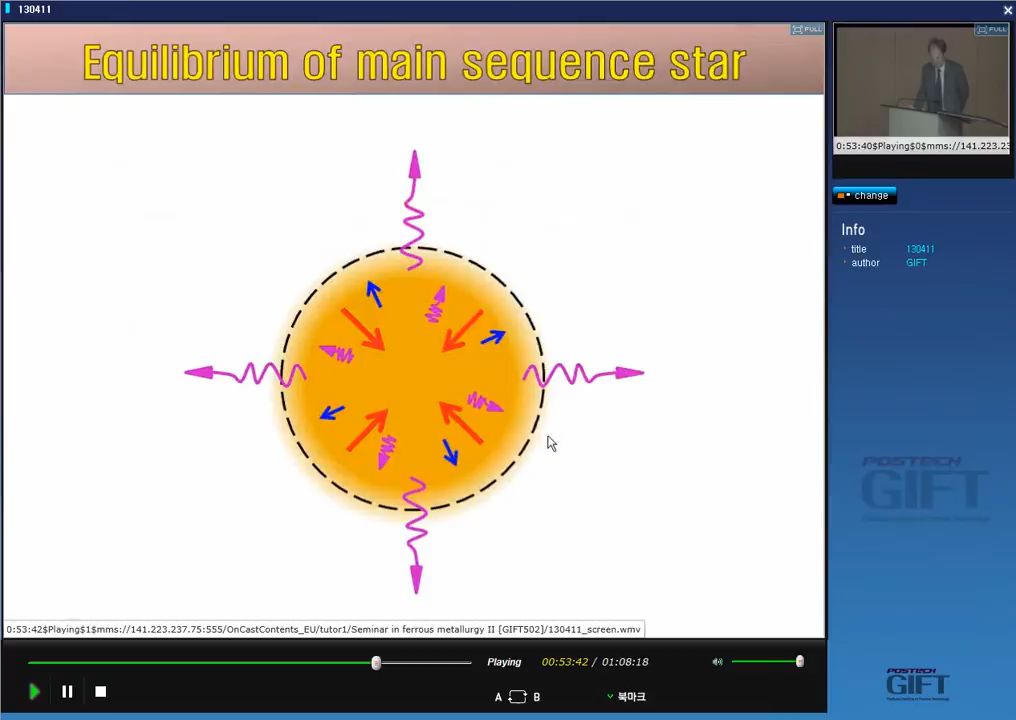 130411
FULL
Equilibrium of main sequence star
FULL
0:53:40$Playing$0$mms://141.223.23
change
Info
title 130411
author GIFT
POSTECH
GIFT
0:53:42$Playing$1$mms://141.223.237.75:555/OnCastContents_EU/tutor1/Seminar in ferrous metallurgy II [GIFT502]/130411_screen.wmv
Playing 00:53:42 / 01:08:18
A B 북마크
POSTECH
GIFT